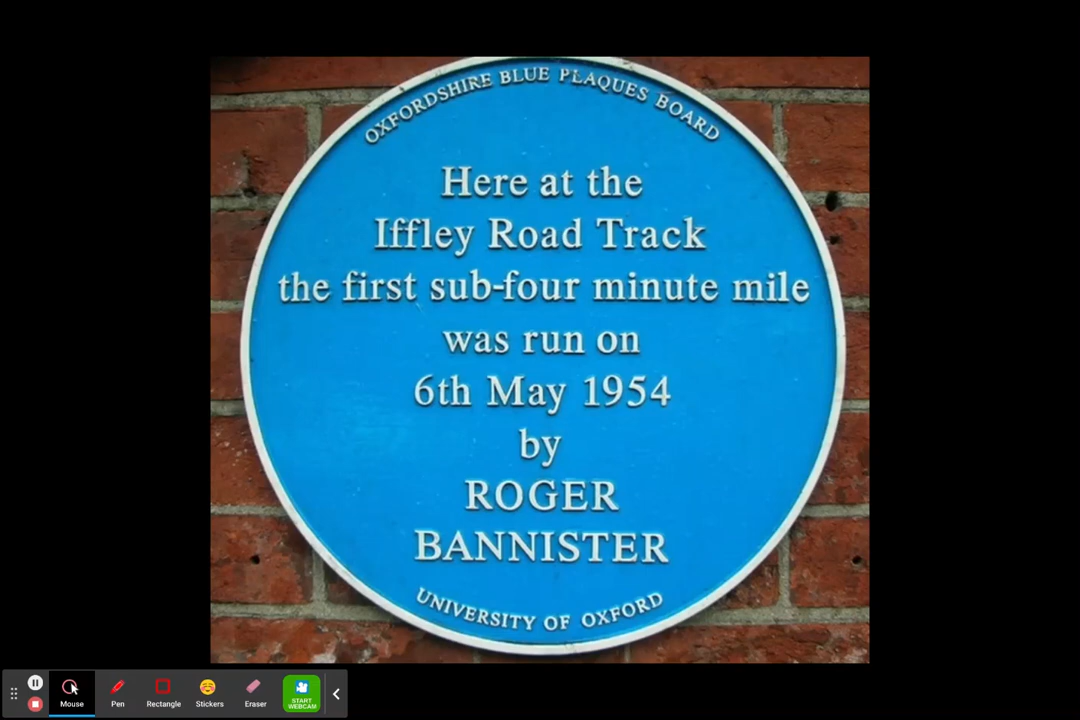 OXFORDSHIRE BLUE PLAQUES BOARD
Here at the
Iffley Road Track
the first sub-four minute mile
was run on
6th May 1954
by
ROGER
BANNISTER
UNIVERSITY OF OXFORD
Mouse
Pen
Rectangle
Stickers
Eraser
START
WEBCAM